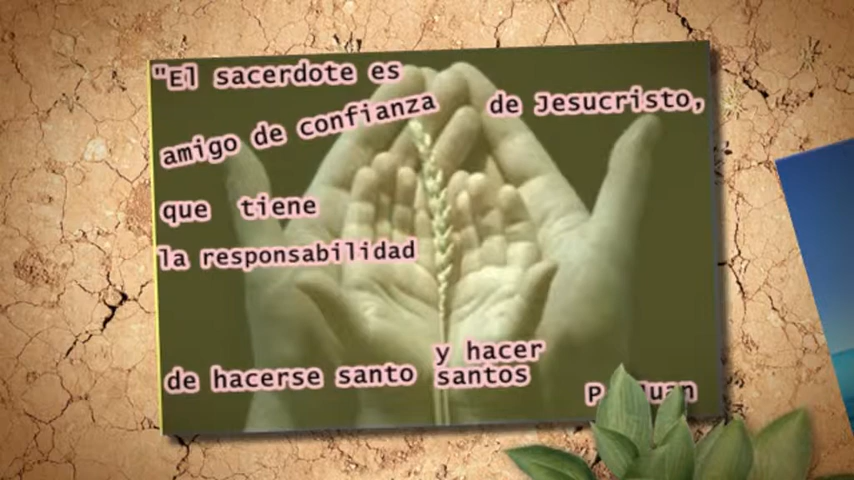 "El sacerdote es
amigo de confianza de Jesucristo,
que tiene
la responsabilidad
de hacerse santo y hacer
santos